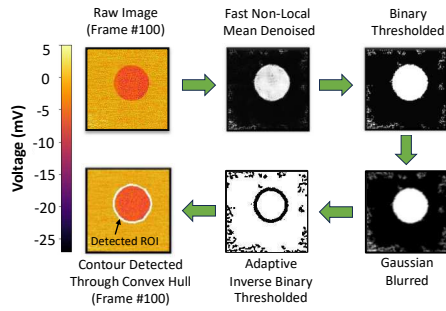 Raw Image
(Frame #100)
Fast Non-Local
Mean Denoised
Binary
Thresholded
Voltage (mV)
5
0
-5
-10
-15
-20
-25
Detected ROI
Contour Detected
Through Convex Hull
(Frame #100)
Adaptive
Inverse Binary
Thresholded
Gaussian
Blurred